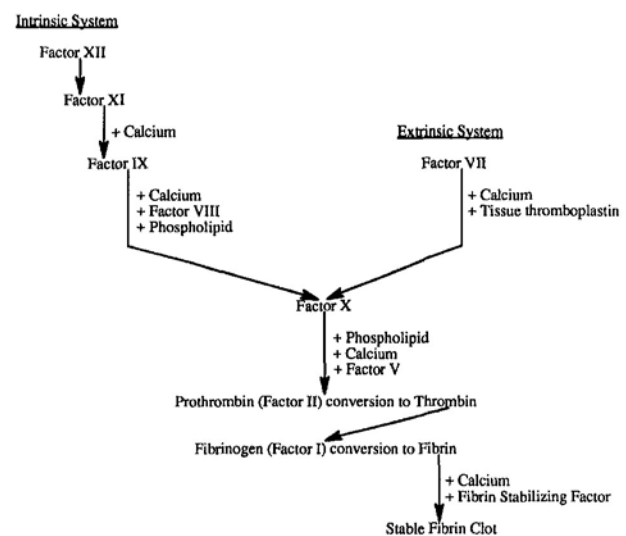 Intrinsic System
Factor XII
Factor XI
+ Calcium
Factor IX
+ Calcium
+ Factor VIII
+ Phospholipid
Extrinsic System
Factor VII
+ Calcium
+ Tissue thromboplastin
Factor X
+ Phospholipid
+ Calcium
+ Factor V
Prothrombin (Factor II) conversion to Thrombin
Fibrinogen (Factor I) conversion to Fibrin
+ Calcium
+ Fibrin Stabilizing Factor
Stable Fibrin Clot